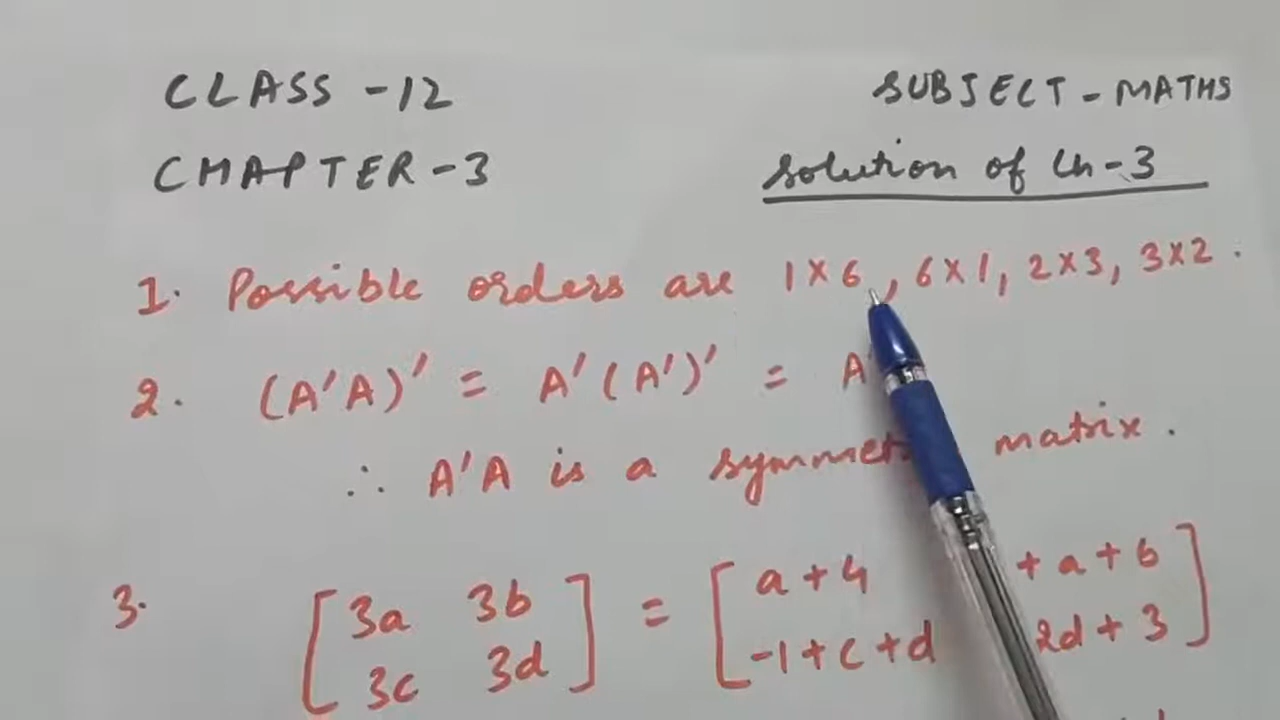 CLASS -12
SUBJECT - MATHS
CHAPTER-3
Solution of Ch-3
1. Possible orders are 1×6, 6×1, 2×3, 3×2.
2. (A'A)' = A'(A')' = A'
∴ A'A is a symmet matrix.
3. [3a 3b] = [a+4 +a+6]
[3c 3d] [-1+c+d 2d+3]